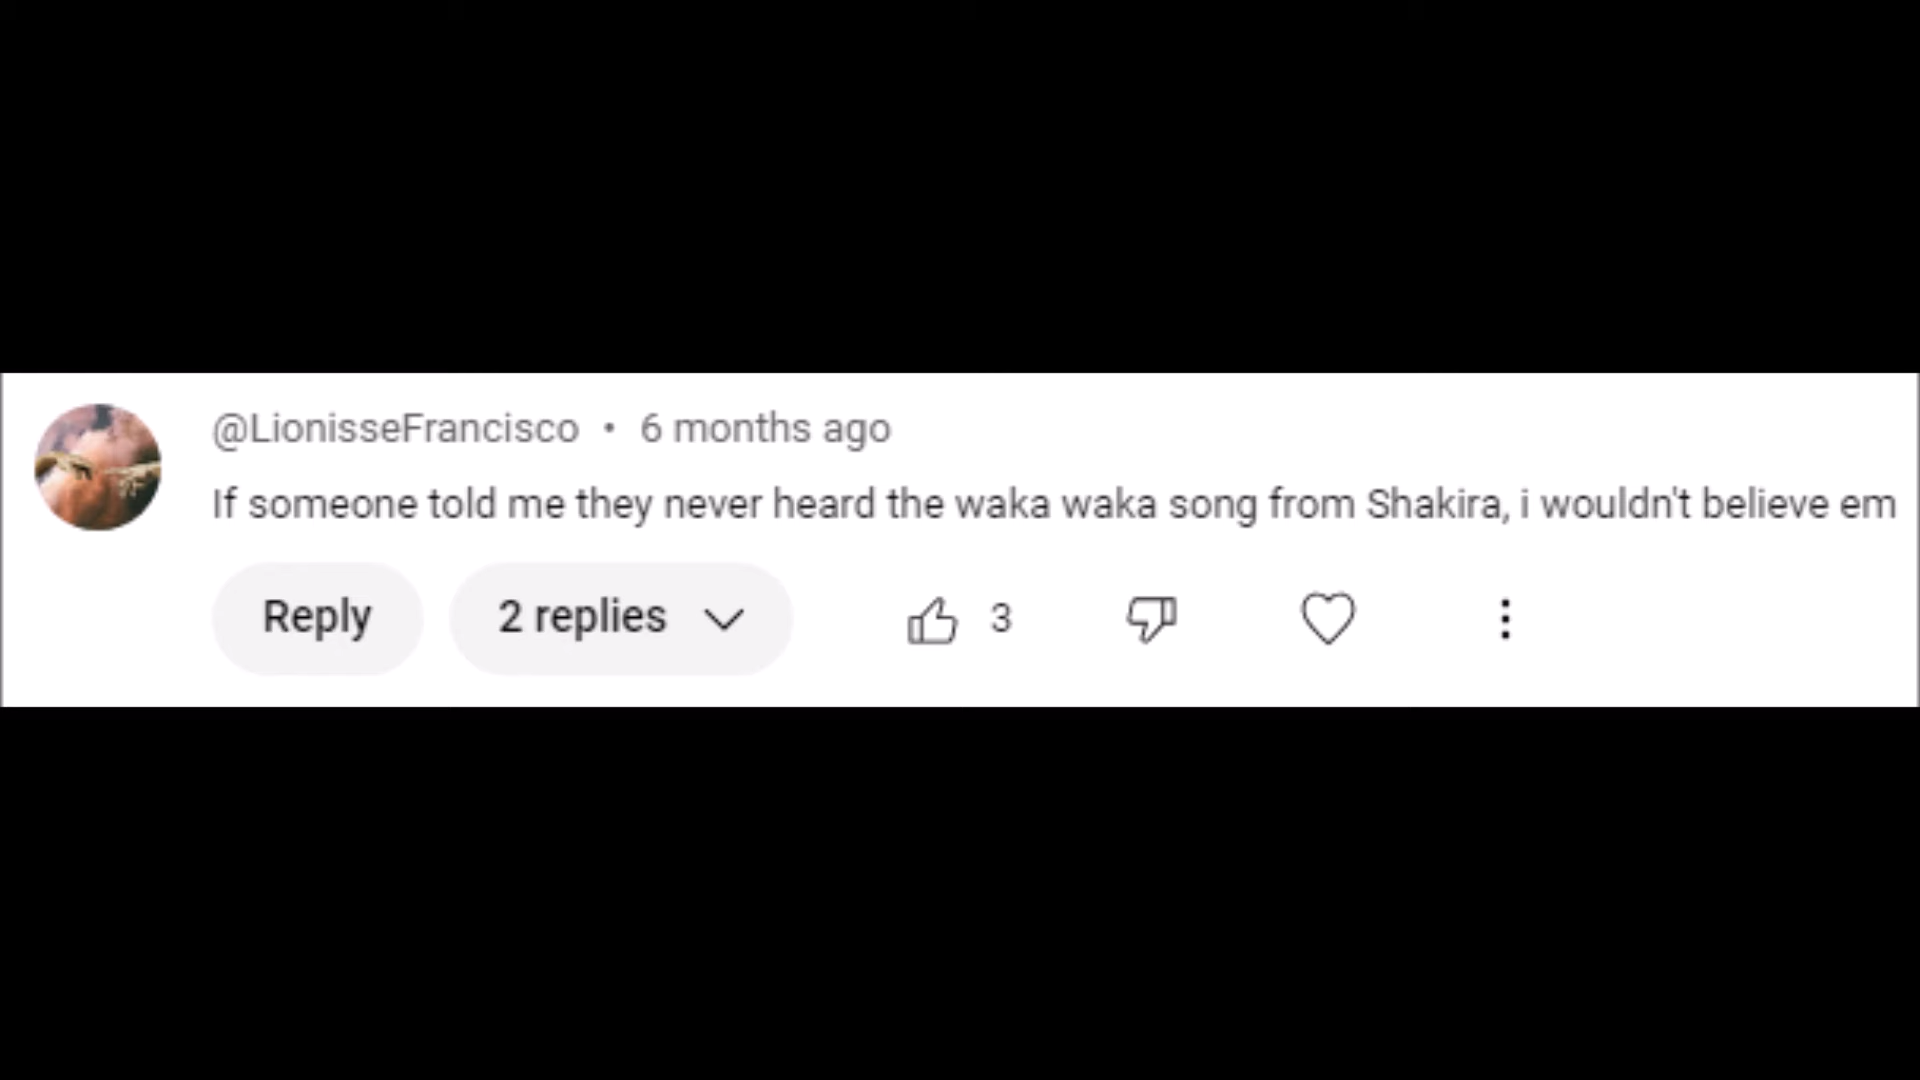 @LionisseFrancisco • 6 months ago
If someone told me they never heard the waka waka song from Shakira, i wouldn't believe em
Reply 2 replies 3